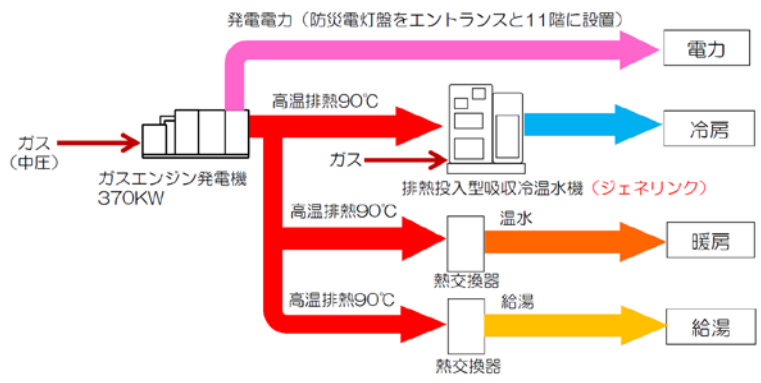 発電電力（防災電灯盤をエントランスと11階に設置）
電力
高温排熱90℃
冷房
ガス
（中圧）
ガス
ガスエンジン発電機
370KW
排熱投入型吸収冷温水機（ジェネリンク）
高温排熱90℃
温水
暖房
熱交換器
高温排熱90℃
給湯
給湯
熱交換器